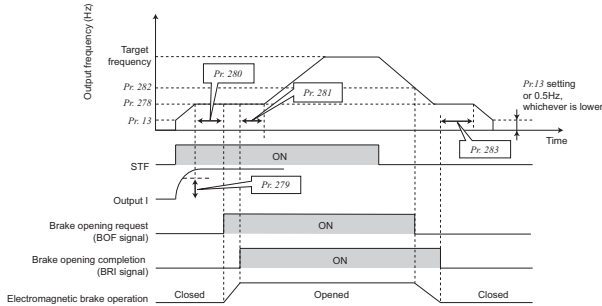 Output frequency (Hz)
Target
frequency
Pr. 280
Pr. 282
Pr. 281
Pr. 278
Pr. 13
Pr.13 setting
or 0.5Hz,
whichever is lower
Time
Pr. 283
STF
ON
Pr. 279
Output I
Brake opening request
(BOF signal)
ON
Brake opening completion
(BRI signal)
ON
Electromagnetic brake operation
Closed
Opened
Closed